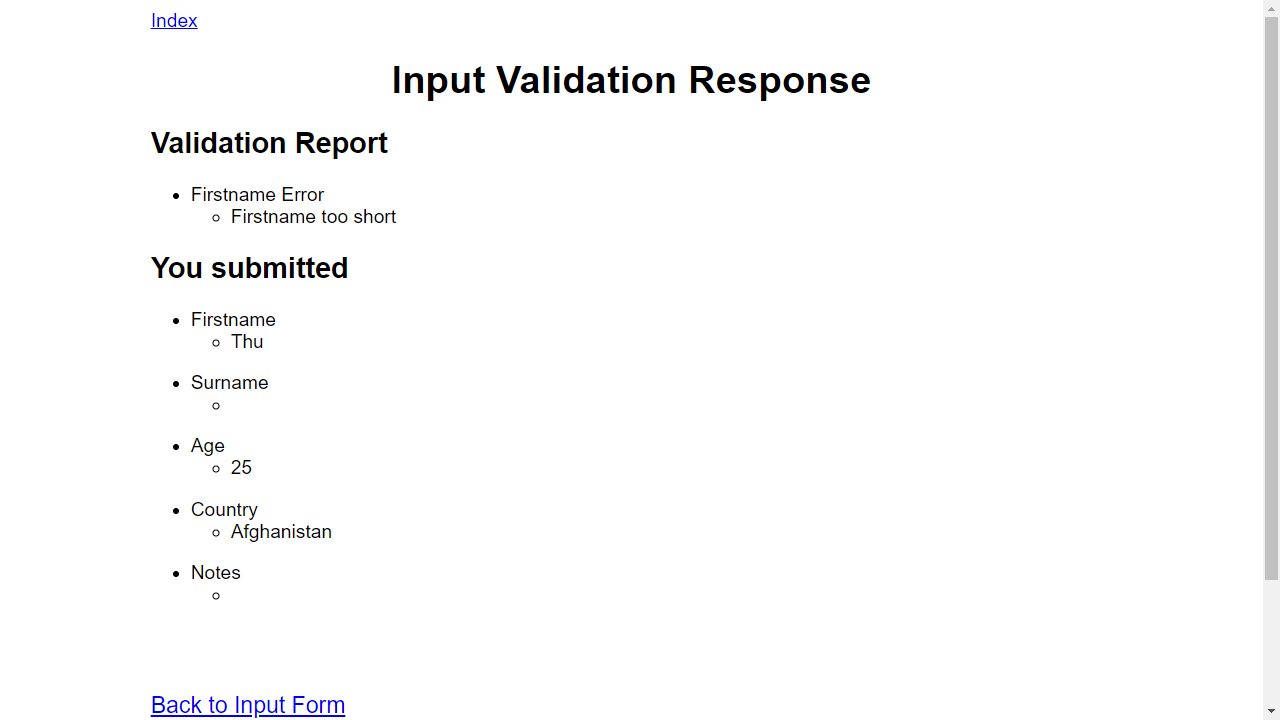 Index
Input Validation Response
Validation Report
Firstname Error
Firstname too short
You submitted
Firstname
Thu
Surname
Age
25
Country
Afghanistan
Notes
Back to Input Form